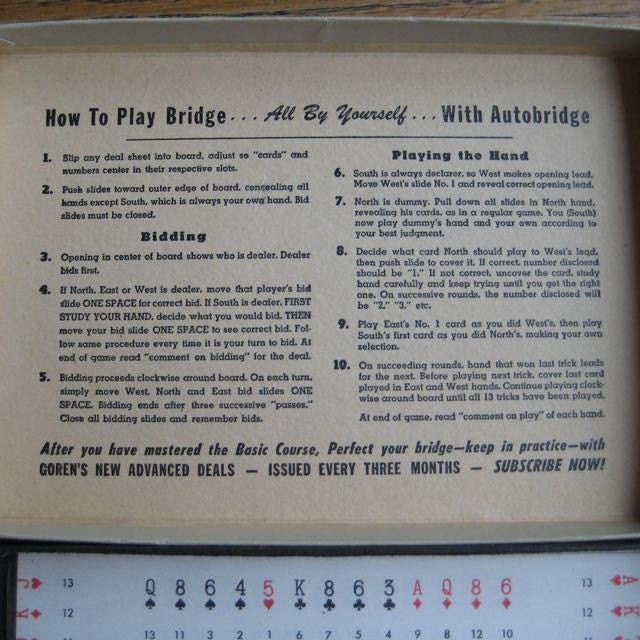 How To Play Bridge... All By Yourself... With Autobridge
1. Slip any deal sheet into board, adjust so "cards" and
numbers center in their respective slots.
2. Push slides toward outer edge of board, concealing all
hands except South, which is always your own hand. Bid
slides must be closed.
Bidding
3. Opening in center of board shows who is dealer. Dealer
bids first.
4. If North, East or West is dealer, move that player's bid
slide ONE SPACE for correct bid. If South is dealer, FIRST
STUDY YOUR HAND, decide what you would bid, THEN
move your bid slide ONE SPACE to see correct bid. Fol-
low same procedure every time it is your turn to bid. At
end of game read "comment on bidding" for the deal.
5. Bidding proceeds clockwise around board. On each turn,
simply move West, North and East bid slides ONE
SPACE. Bidding ends after three successive "passes."
Close all bidding slides and remember bids.
Playing the Hand
6. South is always declarer, so West makes opening lead.
Move West's slide No. 1 and reveal correct opening lead.
7. North is dummy. Pull down all slides in North hand,
revealing his cards, as in a regular game. You (South)
now play dummy's hand and your own according to
your best judgment.
8. Decide what card North should play to West's lead,
then push slide to cover it. If correct, number disclosed
should be "1." If not correct, uncover the card, study
hand carefully and keep trying until you get the right
one. On successive rounds, the number disclosed will
be "2," "3," etc.
9. Play East's No. 1 card as you did West's, then play
South's first card as you did North's, making your own
selection.
10. On succeeding rounds, hand that won last trick leads
for the next. Before playing next trick, cover last card
played in East and West hands. Continue playing clock-
wise around board until all 13 tricks have been played.
At end of game, read "comment on play" of each hand.
After you have mastered the Basic Course, Perfect your bridge—keep in practice—with
GOREN'S NEW ADVANCED DEALS — ISSUED EVERY THREE MONTHS — SUBSCRIBE NOW!
J♥ 13 Q 8 6 4 5 K 8 6 3 A Q 8 6 13 A♥
♠ ♠ ♠ ♠ ♥ ♣ ♣ ♣ ♣ ♦ ♦ ♦ ♦
K♦ 12 12 K
13 11 3 2 1 6 7 4 5 9 8 12 10